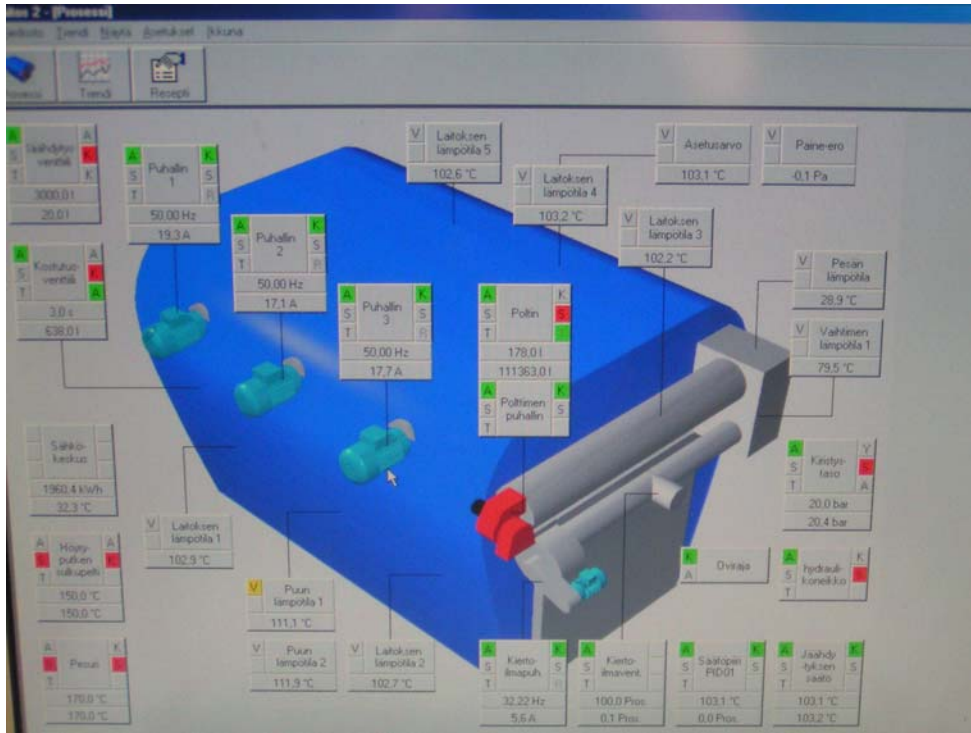 [Prosessi]
Trendi Näytä Asetukset Ikkuna
Trendi Resepti
A A
Jäähdytys-
venttiili
S K
T K
3000,0 l
20,0 l
A K
Puhallin
1
S S
T R
50.00 Hz
19,3 A
V Laitoksen
lämpötila 5
102,6 °C
V Laitoksen
lämpötila 4
103,2 °C
V Asetusarvo
103,1 °C
V Paine-ero
-0,1 Pa
A K
Puhallin
2
S S
T R
50,00 Hz
17,1 A
V Laitoksen
lämpötila 3
102,2 °C
A A
Kostutus-
venttiili
S K
T A
3,0 s
638,0 l
A K
Puhallin
3
S S
T R
50,00 Hz
17,7 A
A K
Poltin
S S
T
178,0 l
111363,0 l
V Pesän
lämpötila
28,9 °C
V Vaihtimen
lämpötila 1
79,5 °C
A K
Polttimen
puhallin
S S
T
Sähkö-
keskus
1960,4 kWh
32,3 °C
A Y
Kiristys-
taso
S S
T A
20,0 bar
20,4 bar
V Laitoksen
lämpötila 1
102,9 °C
A A
Höyry-
putken
sulkupelti
S K
T
150,0 °C
150,0 °C
V Puun
lämpötila 1
111,1 °C
K Oviraja
A
A K
hydrauli-
koneikko
S S
T
A K
Pesuri
S S
T
170,0 °C
170,0 °C
V Puun
lämpötila 2
111,9 °C
V Laitoksen
lämpötila 2
102,7 °C
A K
Kierto-
ilmapuh.
S S
T R
32,22 Hz
5,6 A
A K
Kierto-
ilmavent.
S S
T
100,0 Pros.
0,1 Pros.
A K
Säätöpiiri
PID01
S S
T
103,1 °C
0,0 Pros.
A K
Jäähdy-
tyksen
säätö
S S
T
103,1 °C
103,2 °C